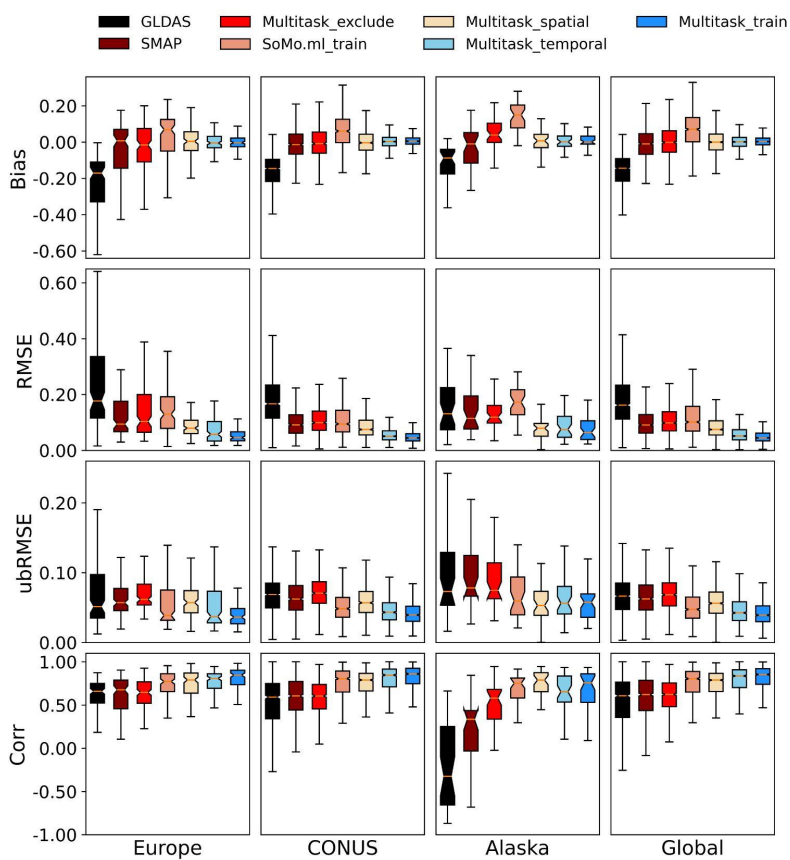 GLDAS Multitask_exclude Multitask_spatial Multitask_train
SMAP SoMo.ml_train Multitask_temporal
Bias
0.20
0.00
-0.20
-0.40
-0.60
RMSE
0.60
0.40
0.20
0.00
ubRMSE
0.20
0.10
0.00
Corr
1.00
0.50
0.00
-0.50
-1.00
Europe CONUS Alaska Global